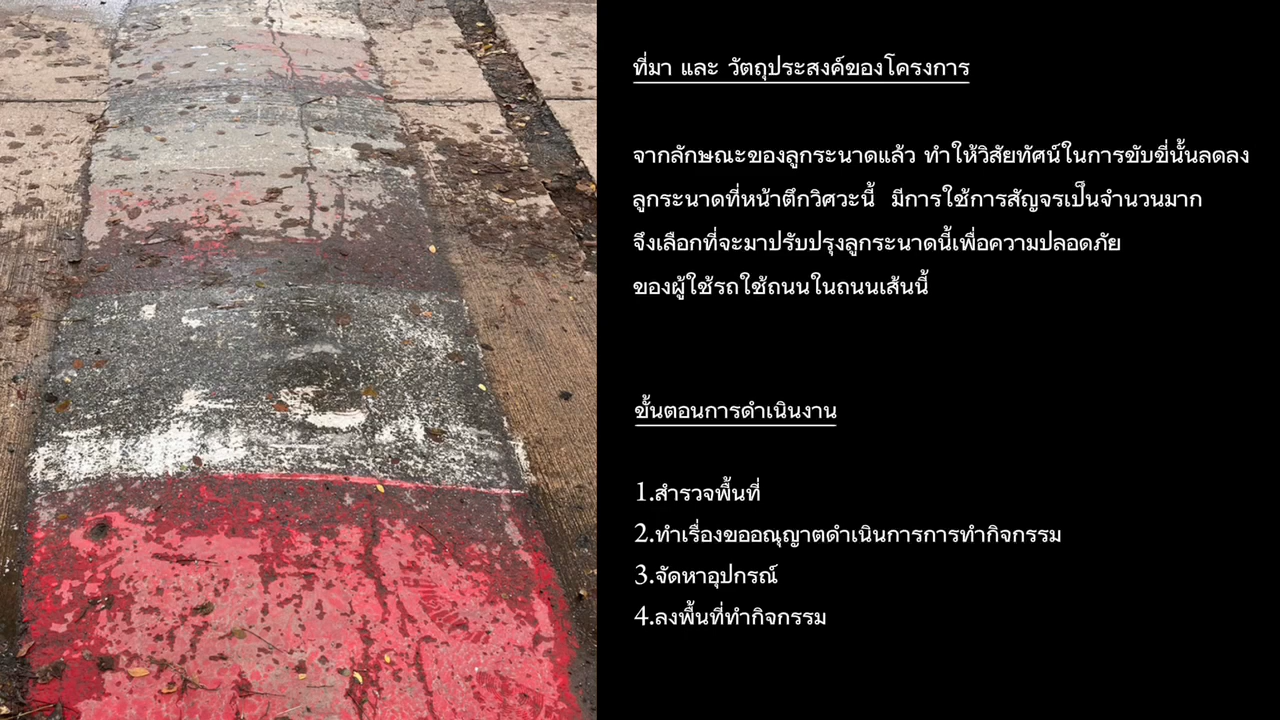 ที่มา และ วัตถุประสงค์ของโครงการ
จากลักษณะของลูกระนาดแล้ว ทำให้วิสัยทัศน์ในการขับขี่นั้นลดลง
ลูกระนาดที่หน้าตึกวิศวะนี้ มีการใช้การสัญจรเป็นจำนวนมาก
จึงเลือกที่จะมาปรับปรุงลูกระนาดนี้เพื่อความปลอดภัย
ของผู้ใช้รถใช้ถนนในถนนเส้นนี้
ขั้นตอนการดำเนินงาน
1.สำรวจพื้นที่
2.ทำเรื่องขออณุญาตดำเนินการการทำกิจกรรม
3.จัดหาอุปกรณ์
4.ลงพื้นที่ทำกิจกรรม